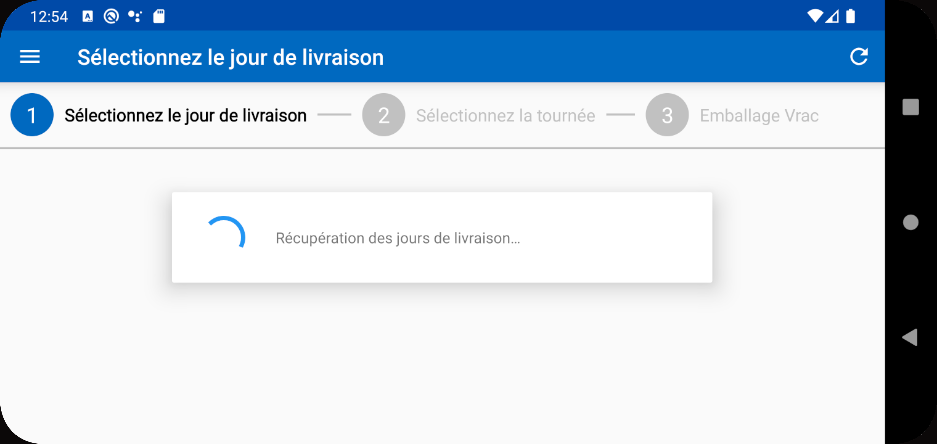 12:54
Sélectionnez le jour de livraison
1 Sélectionnez le jour de livraison 2 Sélectionnez la tournée 3 Emballage Vrac
Récupération des jours de livraison...